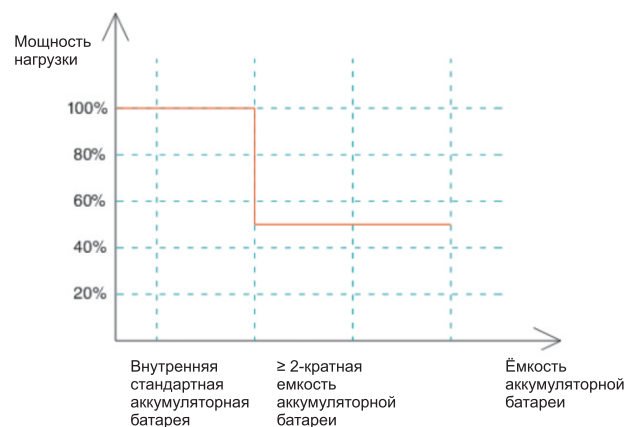 Мощность
нагрузки
100%
80%
60%
40%
20%
Внутренняя
стандартная
аккумуляторная
батарея
≥ 2-кратная
емкость
аккумуляторной
батареи
Ёмкость
аккумуляторной
батареи